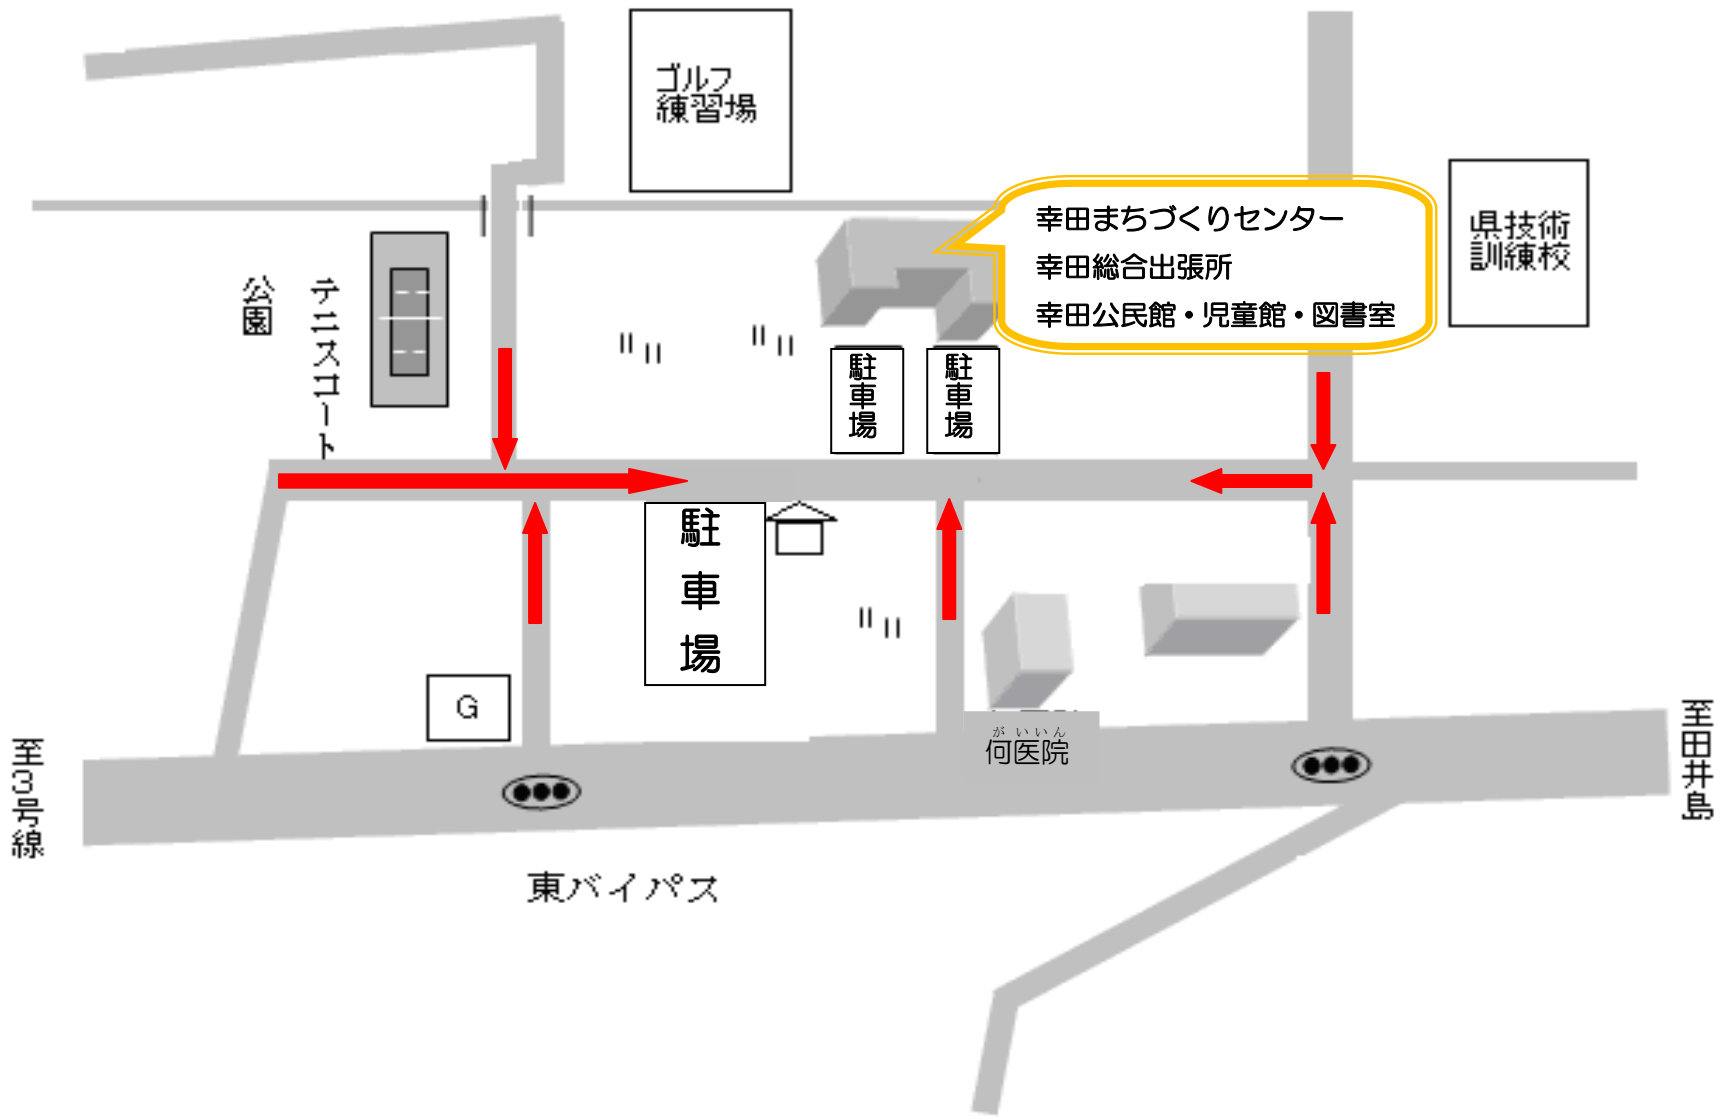 ゴルフ
練習場
幸田まちづくりセンター
幸田総合出張所
幸田公民館・児童館・図書室
県技術
訓練校
公園
テニスコート
駐車場
駐車場
駐車場
G
がいいん
何医院
至3号線
至田井島
東バイパス